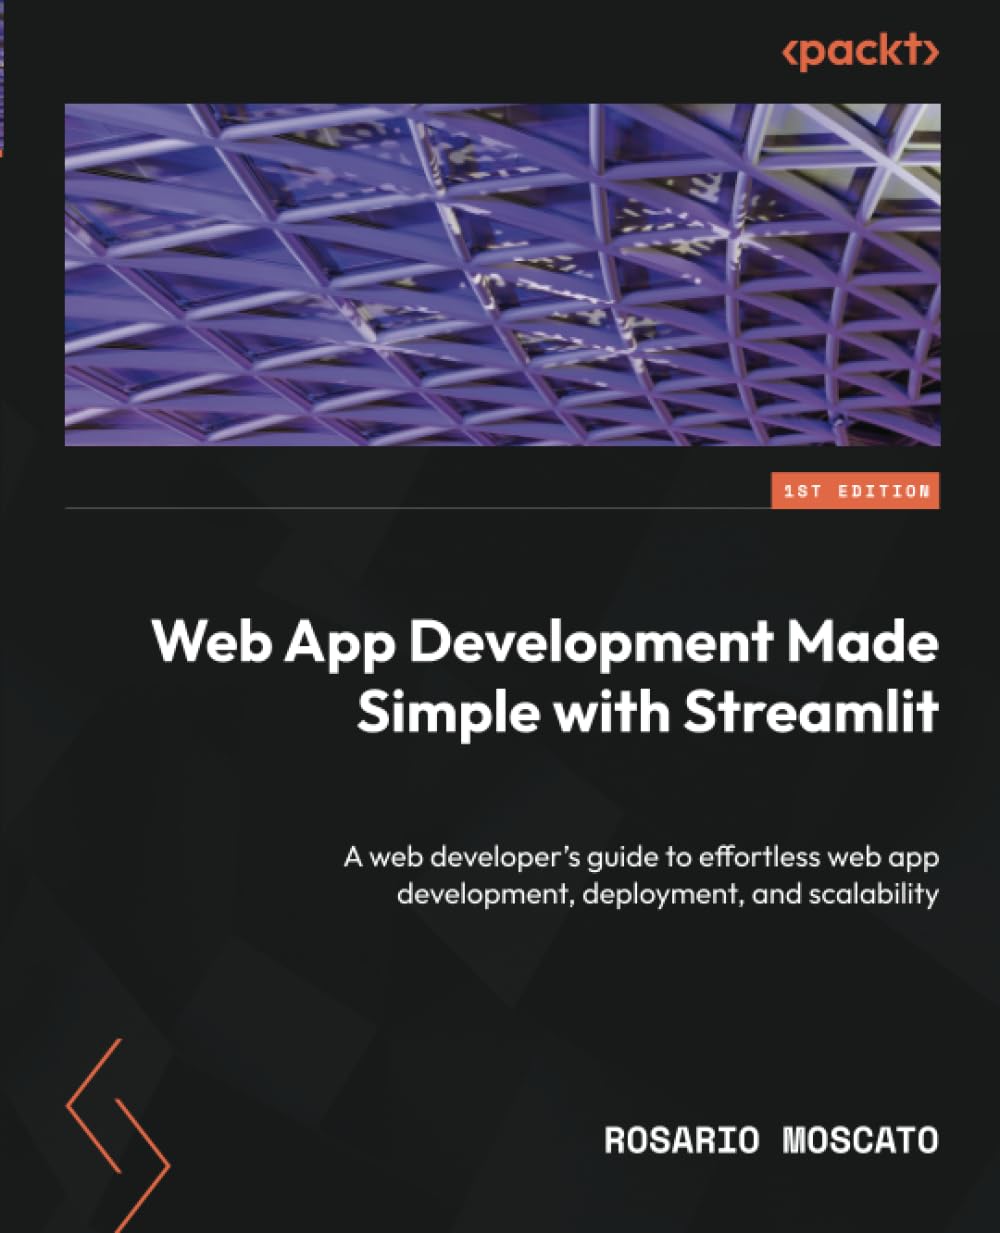 <packt>
1ST EDITION
Web App Development Made
Simple with Streamlit
A web developer's guide to effortless web app
development, deployment, and scalability
ROSARIO MOSCATO